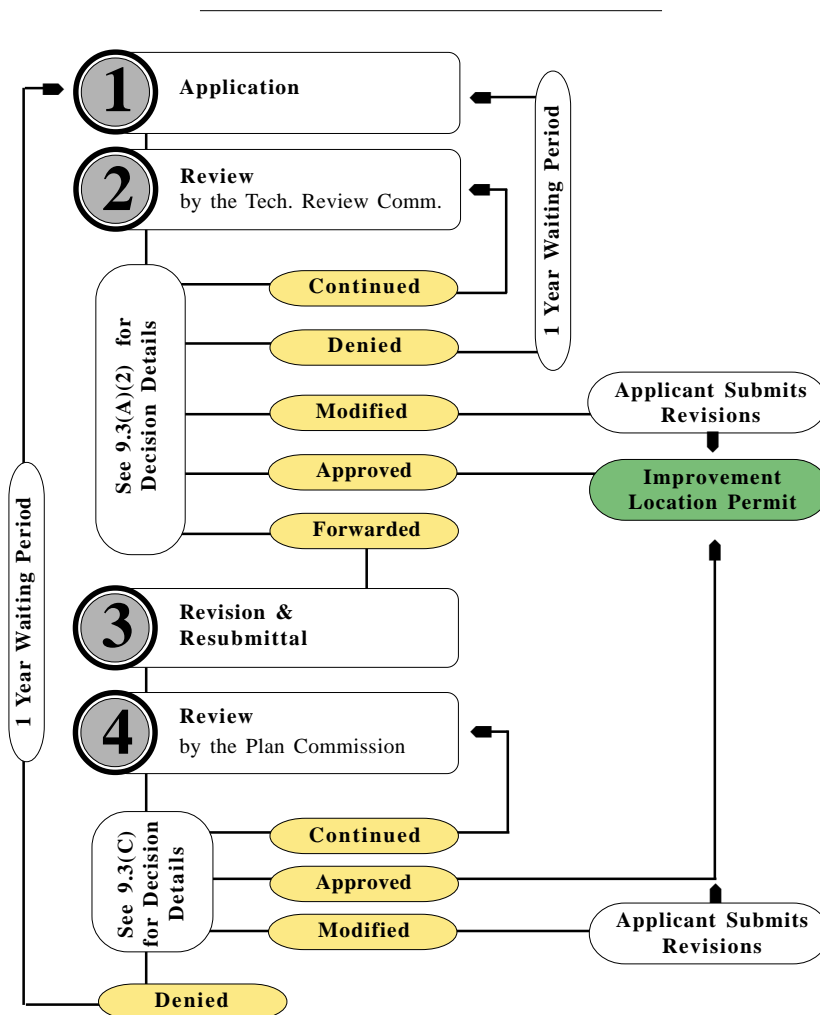 1
Application
2
Review
by the Tech. Review Comm.
1 Year Waiting Period
See 9.3(A)(2) for
Decision Details
Continued
Denied
Modified
Approved
Forwarded
Applicant Submits
Revisions
Improvement
Location Permit
1 Year Waiting Period
3
Revision &
Resubmittal
4
Review
by the Plan Commission
See 9.3(C)
for Decision
Details
Continued
Approved
Modified
Applicant Submits
Revisions
Denied